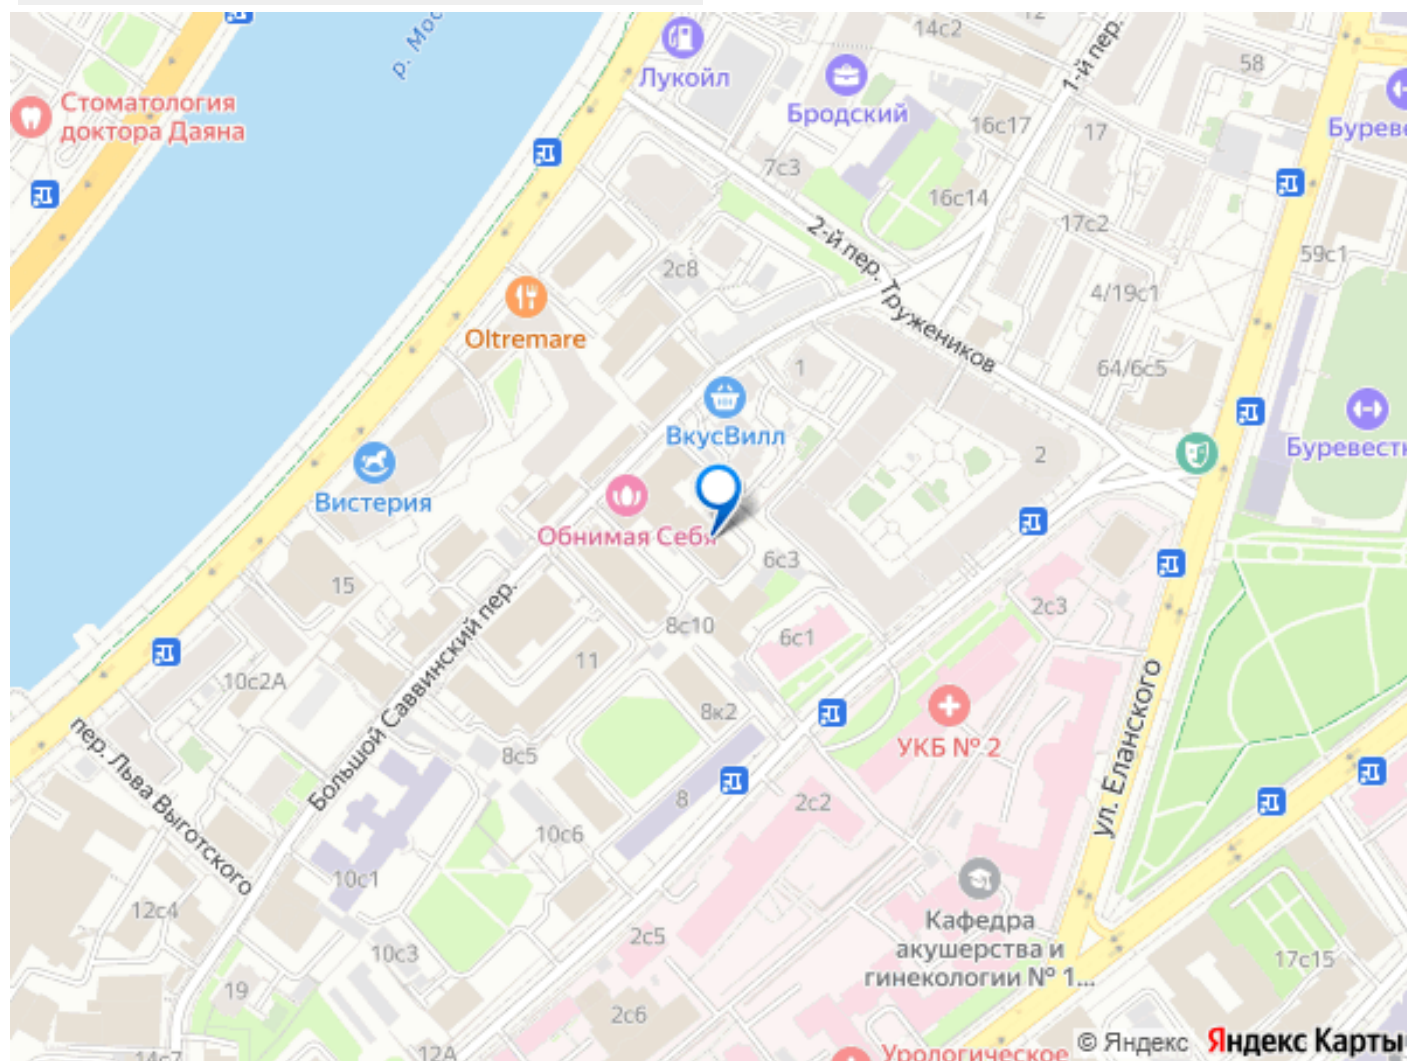 р. Мос
Стоматология
доктора Даяна
Лукойл
Бродский
14с2
12
1-й пер.
58
Буреве
16с17
17
7с3
16с14
17с2
59с1
2-й пер. Тружеников
2с8
4/19с1
Oltremare
64/6с5
1
ВкусВилл
Буревестн
2
Вистерия
Обнимая Себя
6с3
15
2с3
8с10
6с1
Большой Саввинский пер.
11
10с2А
8к2
УКБ № 2
ул. Еланского
пер. Льва Выготского
8с5
8
2с2
10с6
10с1
12с4
Кафедра
акушерства и
гинекологии № 1...
2с5
10с3
17с15
19
2с6
14с7
12А
Урологическое
© Яндекс Яндекс Карты